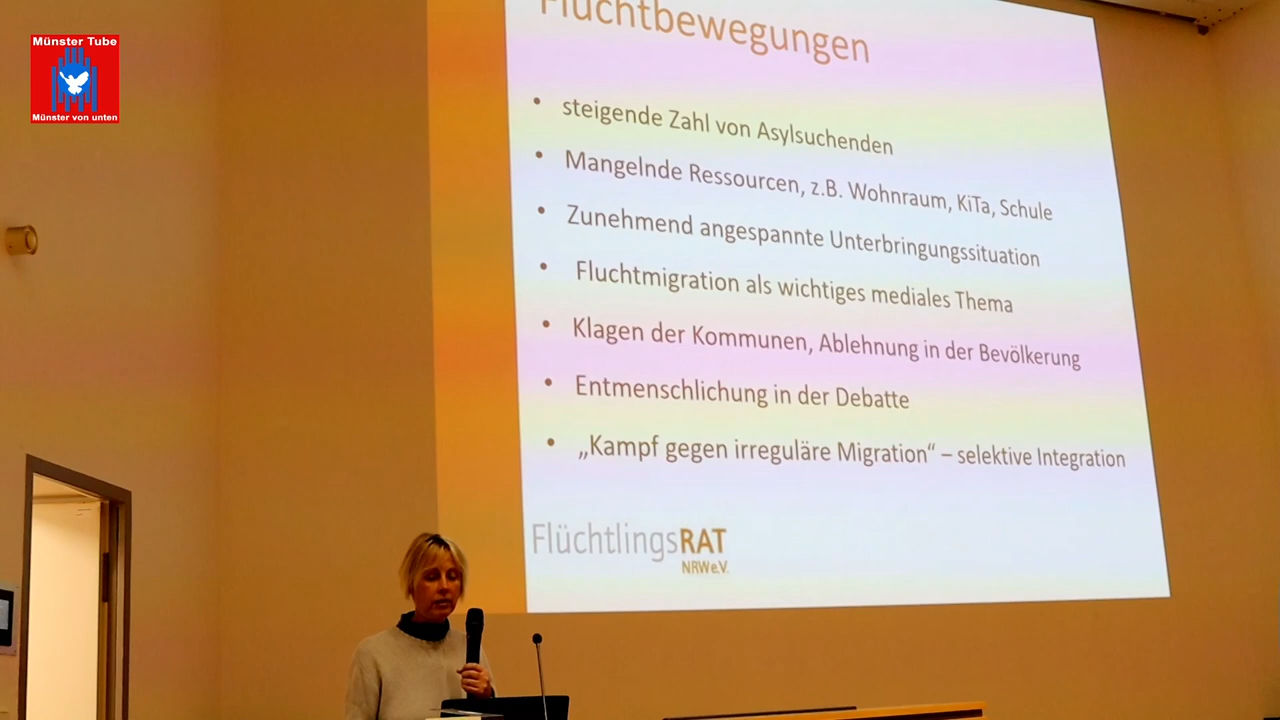 Münster Tube
Münster von unten
Fluchtbewegungen
• steigende Zahl von Asylsuchenden
• Mangelnde Ressourcen, z.B. Wohnraum, KiTa, Schule
• Zunehmend angespannte Unterbringungssituation
• Fluchtmigration als wichtiges mediales Thema
• Klagen der Kommunen, Ablehnung in der Bevölkerung
• Entmenschlichung in der Debatte
• „Kampf gegen irreguläre Migration“ – selektive Integration
FlüchtlingsRAT
NRW e.V.